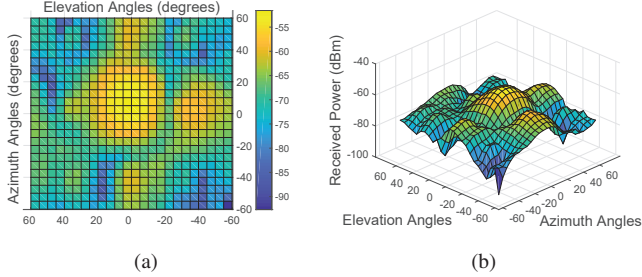 Elevation Angles (degrees)
Azimuth Angles (degrees)
60
40
20
0
-20
-40
-60
60 40 20 0 -20 -40 -60
-55
-60
-65
-70
-75
-80
-85
-90
(a)
Received Power (dBm)
-40
-60
-80
-100
60 40 20 0 -20 -40 -60
Elevation Angles
-60 -40 -20 0 20 40 60
Azimuth Angles
(b)